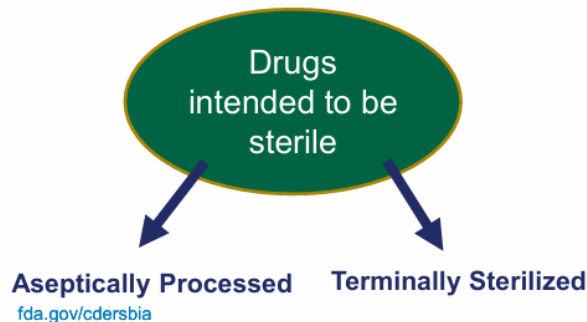 Drugs
intended to be
sterile
Aseptically Processed
Terminally Sterilized
fda.gov/cdersbia